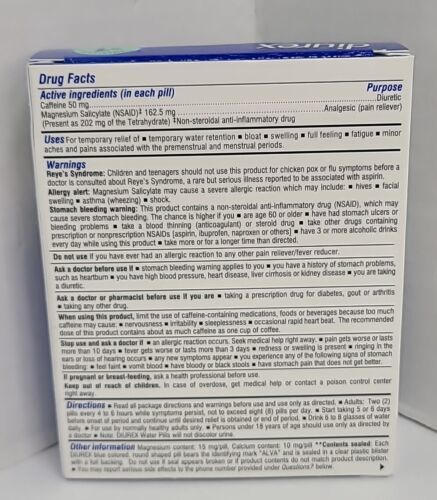 diurex
Drug Facts
Active ingredients (in each pill) Purpose
Caffeine 50 mg....Diuretic
Magnesium Salicylate (NSAID)‡ 162.5 mg....Analgesic (pain reliever)
(Present as 202 mg of the Tetrahydrate) ‡Non-steroidal anti-inflammatory drug
Uses For temporary relief of ▪ temporary water retention ▪ bloat ▪ swelling ▪ full feeling ▪ fatigue ▪ minor
aches and pains associated with the premenstrual and menstrual periods.
Warnings
Reye's Syndrome: Children and teenagers should not use this product for chicken pox or flu symptoms before a
doctor is consulted about Reye's Syndrome, a rare but serious illness reported to be associated with aspirin.
Allergy alert: Magnesium Salicylate may cause a severe allergic reaction which may include: ▪ hives ▪ facial
swelling ▪ asthma (wheezing) ▪ shock.
Stomach bleeding warning: This product contains a non-steroidal anti-inflammatory drug (NSAID), which may
cause severe stomach bleeding. The chance is higher if you ▪ are age 60 or older ▪ have had stomach ulcers or
bleeding problems ▪ take a blood thinning (anticoagulant) or steroid drug ▪ take other drugs containing
prescription or nonprescription NSAIDs [aspirin, ibuprofen, naproxen or others] ▪ have 3 or more alcoholic drinks
every day while using this product ▪ take more or for a longer time than directed.
Do not use if you have ever had an allergic reaction to any other pain reliever/fever reducer.
Ask a doctor before use if ▪ stomach bleeding warning applies to you ▪ you have a history of stomach problems,
such as heartburn ▪ you have high blood pressure, heart disease, liver cirrhosis or kidney disease ▪ you are taking
a diuretic.
Ask a doctor or pharmacist before use if you are ▪ taking a prescription drug for diabetes, gout or arthritis
▪ taking any other drug.
When using this product, limit the use of caffeine-containing medications, foods or beverages because too much
caffeine may cause: ▪ nervousness ▪ irritability ▪ sleeplessness ▪ occasional rapid heart beat. The recommended
dose of this product contains about as much caffeine as one cup of coffee.
Stop use and ask a doctor if ▪ an allergic reaction occurs. Seek medical help right away. ▪ pain gets worse or lasts
more than 10 days ▪ fever gets worse or lasts more than 3 days ▪ redness or swelling is present ▪ ringing in the
ears or loss of hearing occurs ▪ any new symptoms appear ▪ you experience any of the following signs of stomach
bleeding: ▪ feel faint ▪ vomit blood ▪ have bloody or black stools ▪ have stomach pain that does not get better.
If pregnant or breast-feeding, ask a health professional before use.
Keep out of reach of children. In case of overdose, get medical help or contact a poison control center
right away.
Directions ▪ Read all package directions and warnings before use and use only as directed. ▪ Adults: Two (2)
pills every 4 to 6 hours while symptoms persist, not to exceed eight (8) pills per day. ▪ Start taking 5 or 6 days
before onset of period and continue until desired relief is obtained or end of period. ▪ Drink 6 to 8 glasses of water
daily. ▪ For use by normally healthy adults only. ▪ Persons under 18 years of age should use only as directed by
a doctor ▪ Note: DIUREX Water Pills will not discolor urine.
Other information Magnesium content: 15 mg/pill, Calcium content: 10 mg/pill **Contents sealed: Each
DIUREX blue colored, round shaped pill bears the identifying mark "ALVA" and is sealed in a clear plastic blister
with a foil backing. Do not use if seal appears broken or if product contents do not match product description.
▪ You may report serious side effects to the phone number provided under Questions? below.